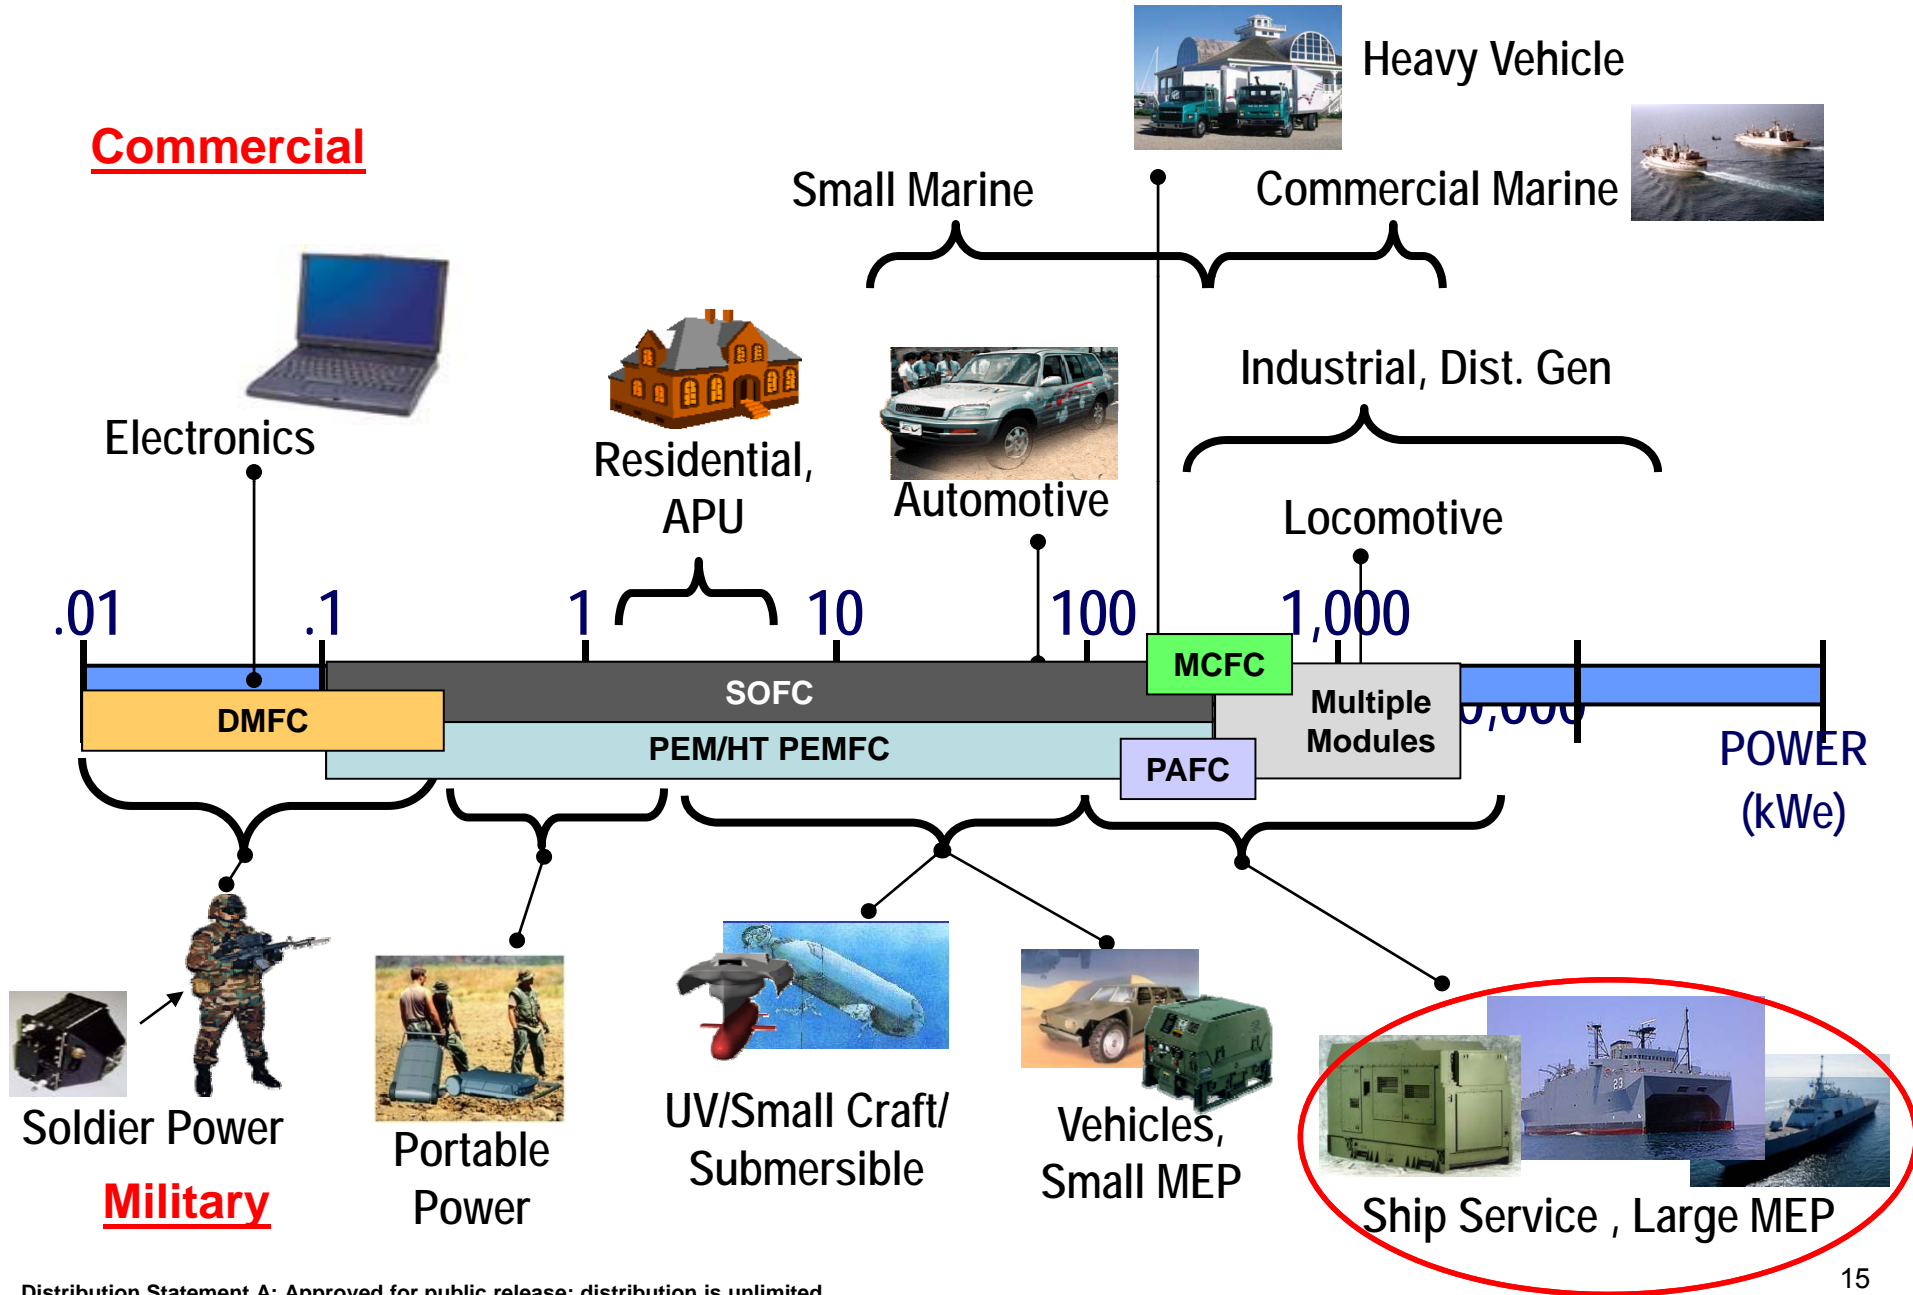 Heavy Vehicle
Commercial
Small Marine
Commercial Marine
Industrial, Dist. Gen
Electronics
Residential,
APU
Automotive
Locomotive
.01 .1 1 10 100 1,000
MCFC
SOFC
Multiple
Modules
DMFC
0,000
PEM/HT PEMFC
PAFC
POWER
(kWe)
23
Soldier Power
Military
Portable
Power
UV/Small Craft/
Submersible
Vehicles,
Small MEP
Ship Service , Large MEP
15
Distribution Statement A: Approved for public release; distribution is unlimited